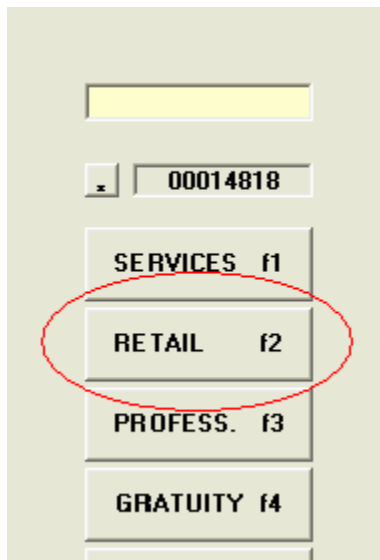 x 00014818
SERVICES f1
RETAIL f2
PROFESS. f3
GRATUITY f4